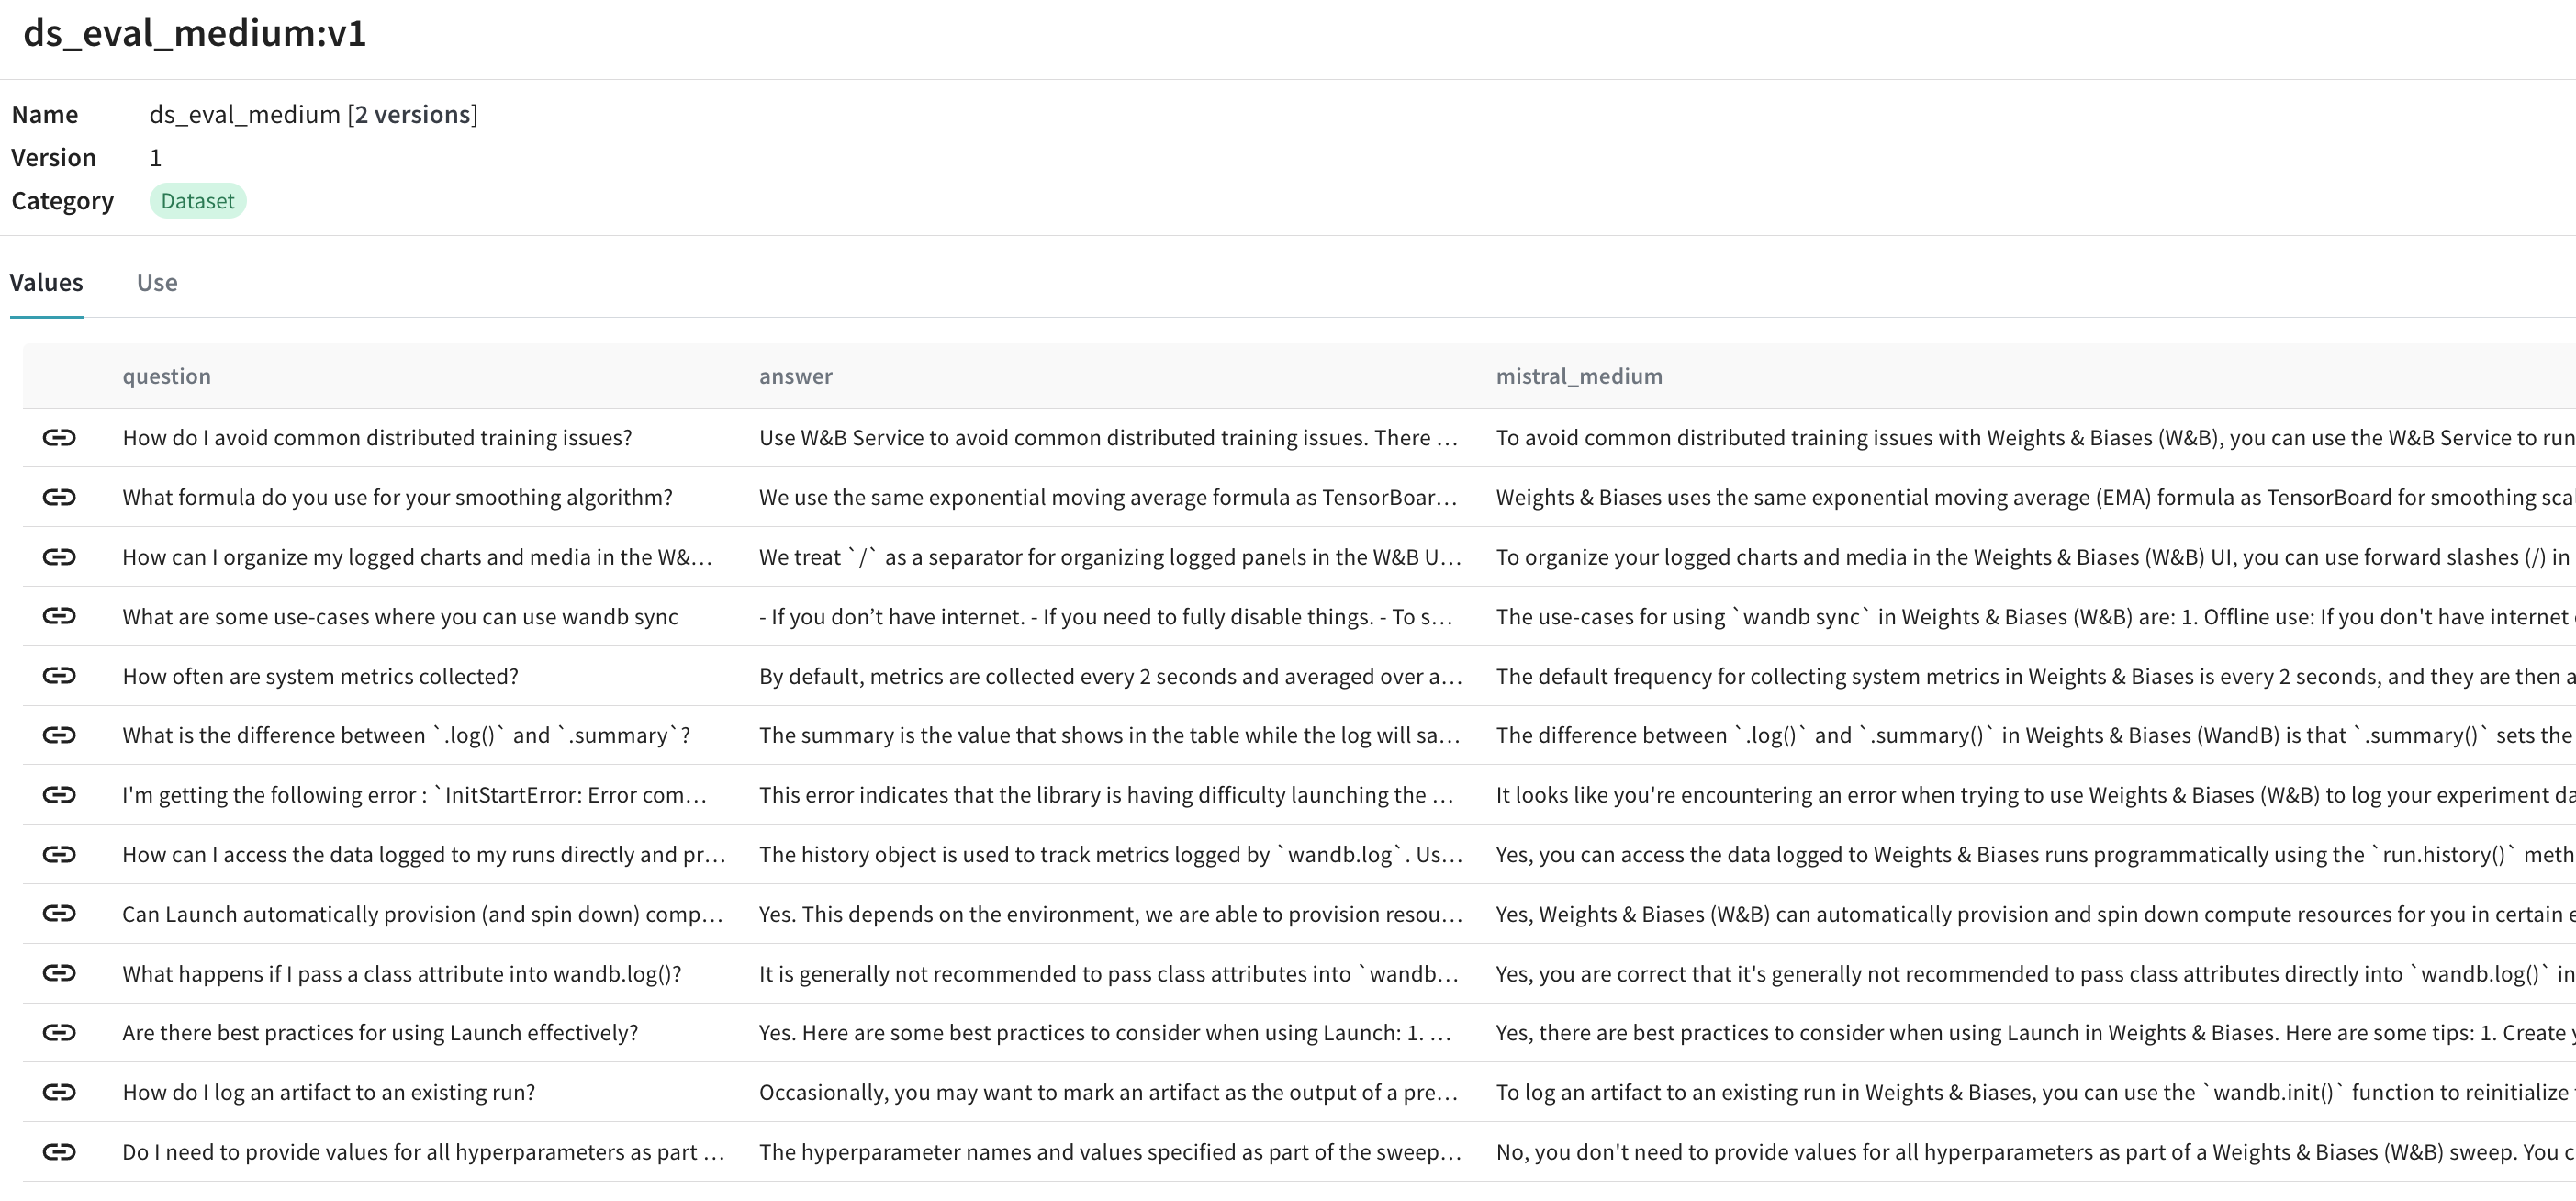 ds_eval_medium:v1
Name ds_eval_medium [2 versions]
Version 1
Category Dataset
Values Use
question answer mistral_medium
How do I avoid common distributed training issues? Use W&B Service to avoid common distributed training issues. There … To avoid common distributed training issues with Weights & Biases (W&B), you can use the W&B Service to run
What formula do you use for your smoothing algorithm? We use the same exponential moving average formula as TensorBoar… Weights & Biases uses the same exponential moving average (EMA) formula as TensorBoard for smoothing scal
How can I organize my logged charts and media in the W&… We treat `/` as a separator for organizing logged panels in the W&B U… To organize your logged charts and media in the Weights & Biases (W&B) UI, you can use forward slashes (/) in
What are some use-cases where you can use wandb sync - If you don’t have internet. - If you need to fully disable things. - To s… The use-cases for using `wandb sync` in Weights & Biases (W&B) are: 1. Offline use: If you don't have internet
How often are system metrics collected? By default, metrics are collected every 2 seconds and averaged over a… The default frequency for collecting system metrics in Weights & Biases is every 2 seconds, and they are then a
What is the difference between `.log()` and `.summary`? The summary is the value that shows in the table while the log will sa… The difference between `.log()` and `.summary()` in Weights & Biases (WandB) is that `.summary()` sets the
I'm getting the following error : `InitStartError: Error com… This error indicates that the library is having difficulty launching the … It looks like you're encountering an error when trying to use Weights & Biases (W&B) to log your experiment da
How can I access the data logged to my runs directly and pr… The history object is used to track metrics logged by `wandb.log`. Us… Yes, you can access the data logged to Weights & Biases runs programmatically using the `run.history()` meth
Can Launch automatically provision (and spin down) comp… Yes. This depends on the environment, we are able to provision resou… Yes, Weights & Biases (W&B) can automatically provision and spin down compute resources for you in certain e
What happens if I pass a class attribute into wandb.log()? It is generally not recommended to pass class attributes into `wandb… Yes, you are correct that it's generally not recommended to pass class attributes directly into `wandb.log()` in
Are there best practices for using Launch effectively? Yes. Here are some best practices to consider when using Launch: 1. … Yes, there are best practices to consider when using Launch in Weights & Biases. Here are some tips: 1. Create y
How do I log an artifact to an existing run? Occasionally, you may want to mark an artifact as the output of a pre… To log an artifact to an existing run in Weights & Biases, you can use the `wandb.init()` function to reinitialize
Do I need to provide values for all hyperparameters as part … The hyperparameter names and values specified as part of the sweep… No, you don't need to provide values for all hyperparameters as part of a Weights & Biases (W&B) sweep. You c